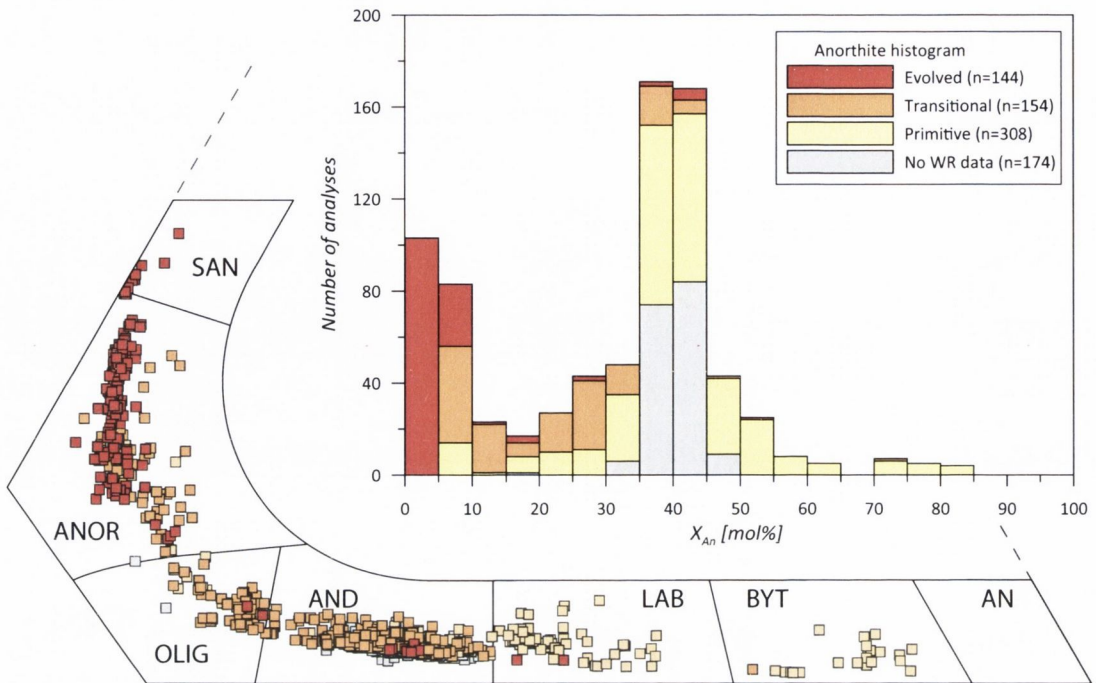 200
160
120
80
40
0
Number of analyses
Anorthite histogram
Evolved (n=144)
Transitional (n=154)
Primitive (n=308)
No WR data (n=174)
0 10 20 30 40 50 60 70 80 90 100
X_An [mol%]
SAN
ANOR
OLIG
AND
LAB
BYT
AN